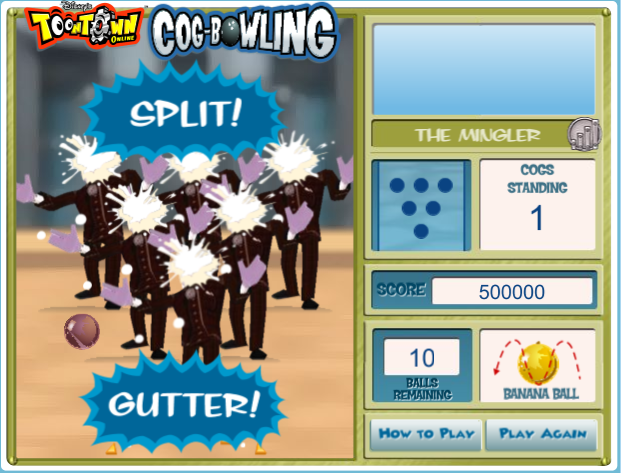 Disney's
TOONTOWN
ONLINE
COG-BOWLING
SPLIT!
GUTTER!
THE MINGLER
COGS
STANDING
1
SCORE
500000
10
BALLS
REMAINING
BANANA BALL
HOW TO PLAY
PLAY AGAIN